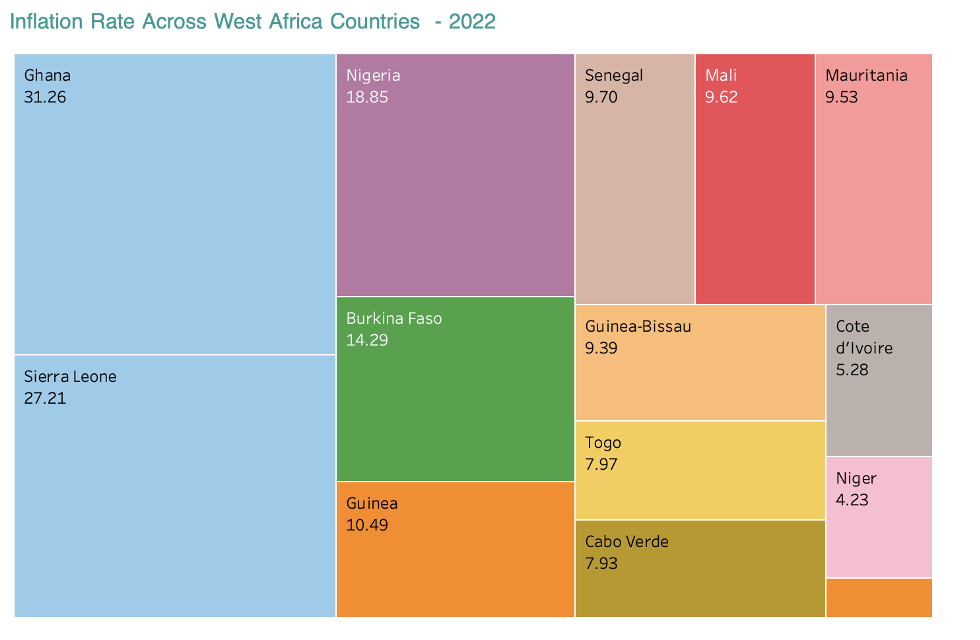 Inflation Rate Across West Africa Countries - 2022
Ghana
31.26
Sierra Leone
27.21
Nigeria
18.85
Burkina Faso
14.29
Guinea
10.49
Senegal
9.70
Mali
9.62
Mauritania
9.53
Guinea-Bissau
9.39
Togo
7.97
Cabo Verde
7.93
Cote
d'Ivoire
5.28
Niger
4.23